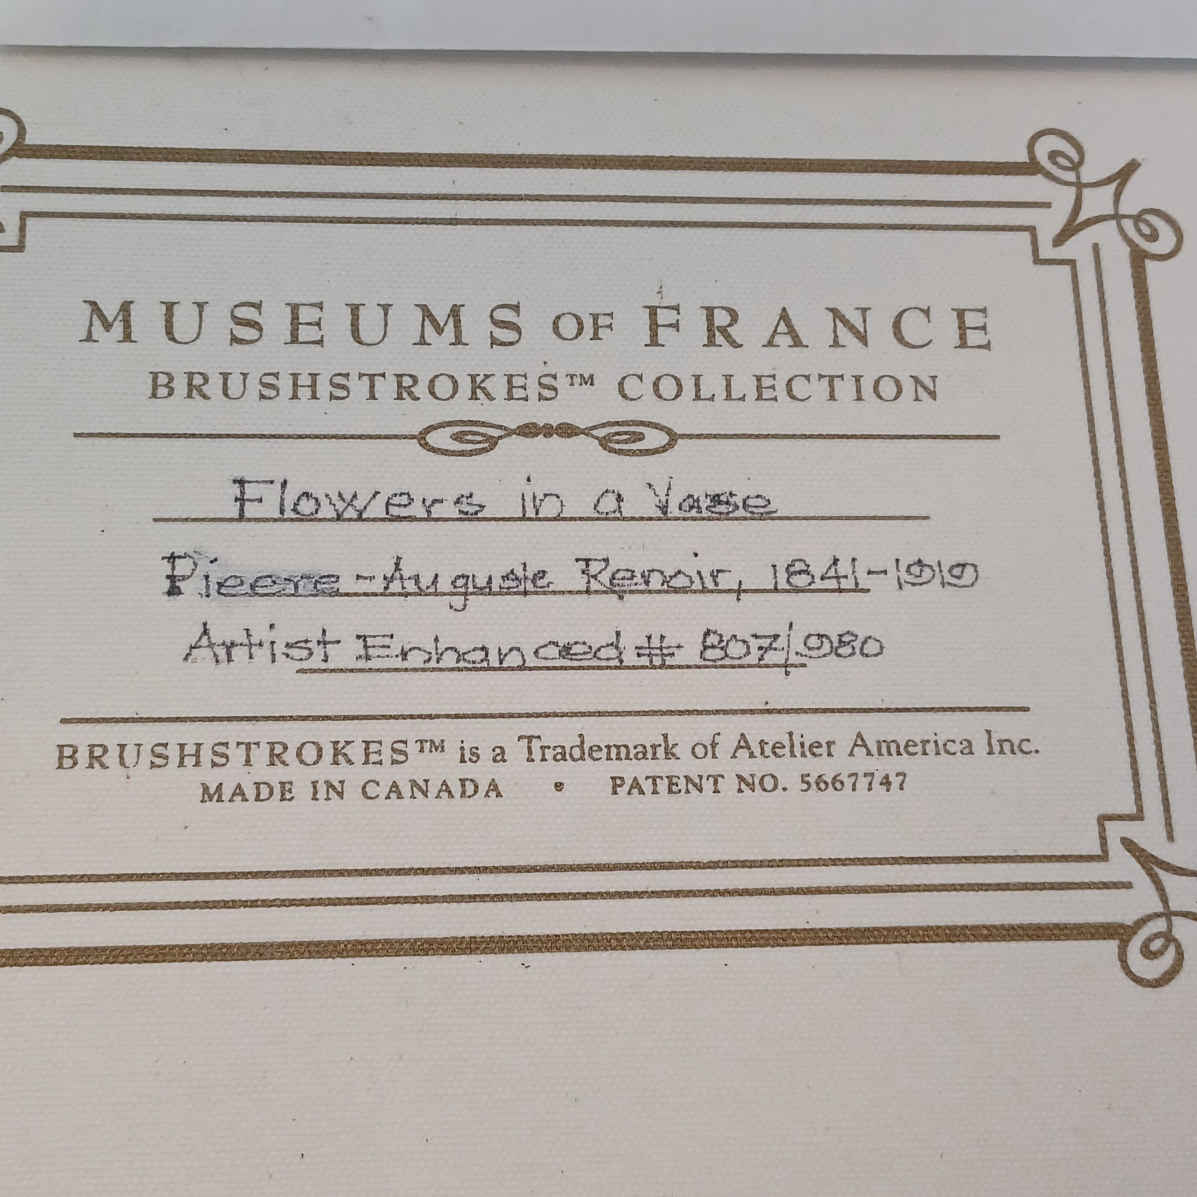 MUSEUMS OF FRANCE
BRUSHSTROKES™ COLLECTION
Flowers in a Vase
Pieere-Auguste Renoir, 1841-1919
Artist Enhanced # 807/980
BRUSHSTROKES™ is a Trademark of Atelier America Inc.
MADE IN CANADA • PATENT NO. 5667747